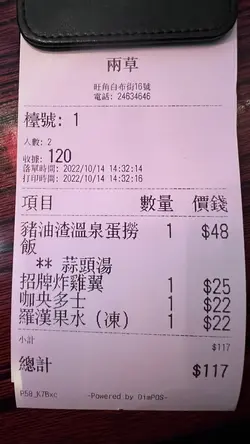 兩草
旺角白布街16號
電話: 24634646
檯號: 1
人數: 2
收據: 120
落單時間: 2022/10/14 14:32:14
打印時間: 2022/10/14 14:32:16
項目 數量 價錢
豬油渣溫泉蛋撈 1 $48
飯
** 蒜頭湯
招牌炸雞翼 1 $25
咖央多士 1 $22
羅漢果水 (凍) 1 $22
小計 $117
總計 $117
P58_K7Bxc -Powered by DimPOS-